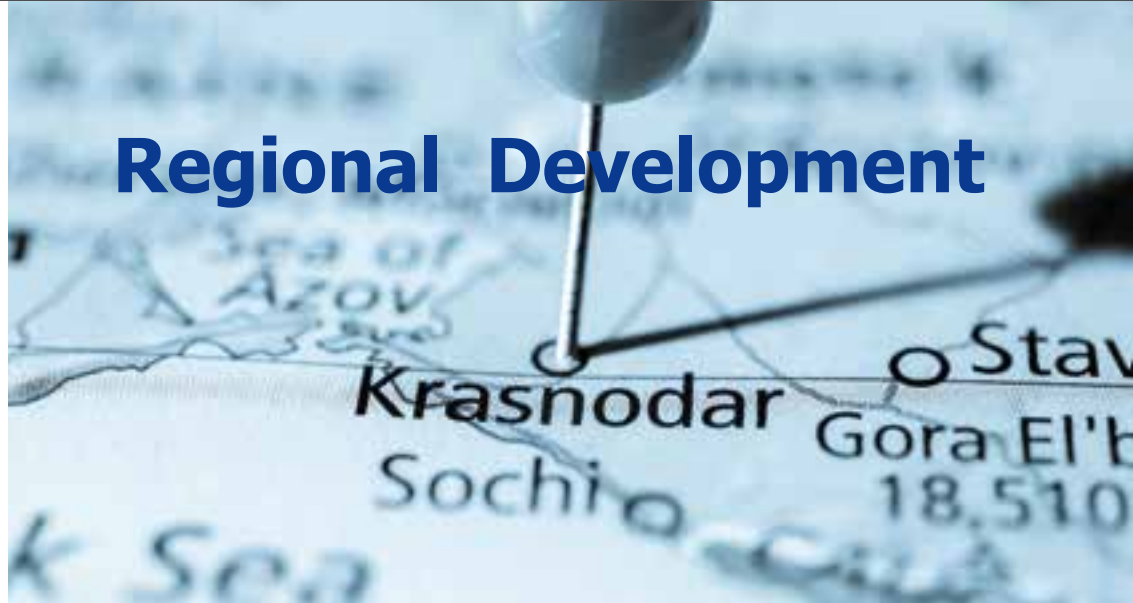 Regional Development
Sea of
Azov
Krasnodar
Stav
Gora El'b
18,510
Sochi
k Sea